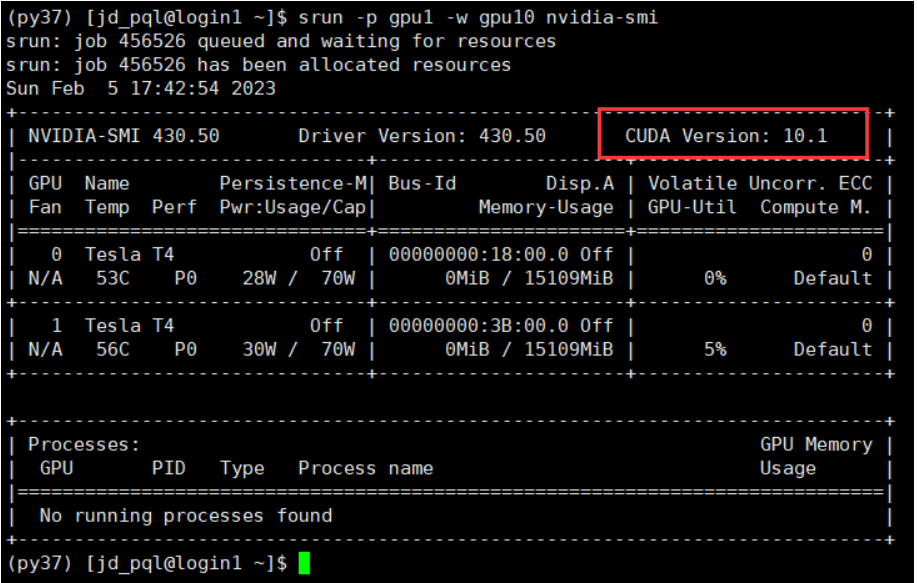 (py37) [jd_pql@login1 ~]$ srun -p gpu1 -w gpu10 nvidia-smi
srun: job 456526 queued and waiting for resources
srun: job 456526 has been allocated resources
Sun Feb  5 17:42:54 2023
+-----------------------------------------------------------------------------+
| NVIDIA-SMI 430.50       Driver Version: 430.50       CUDA Version: 10.1     |
|-------------------------------+----------------------+----------------------+
| GPU  Name        Persistence-M| Bus-Id        Disp.A | Volatile Uncorr. ECC |
| Fan  Temp  Perf  Pwr:Usage/Cap|         Memory-Usage | GPU-Util  Compute M. |
|===============================+======================+======================|
|   0  Tesla T4            Off  | 00000000:18:00.0 Off |                    0 |
| N/A   53C    P0    28W /  70W |      0MiB / 15109MiB |      0%      Default |
+-------------------------------+----------------------+----------------------+
|   1  Tesla T4            Off  | 00000000:3B:00.0 Off |                    0 |
| N/A   56C    P0    30W /  70W |      0MiB / 15109MiB |      5%      Default |
+-------------------------------+----------------------+----------------------+
+-----------------------------------------------------------------------------+
| Processes:                                                       GPU Memory |
|  GPU       PID   Type   Process name                             Usage      |
|=============================================================================|
|  No running processes found                                                 |
+-----------------------------------------------------------------------------+
(py37) [jd_pql@login1 ~]$